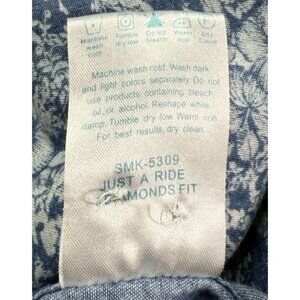 Machine wash cold
Tumble dry low
Do not bleach
Warm iron
Dry Clean
Machine wash cold. Wash dark
and light colors separately. Do not
use products containing bleach,
oil, or alcohol. Reshape while
damp. Tumble dry low. Warm iron
For best results, dry clean.
SMK-5309
JUST A RIDE
DIAMONDS FIT